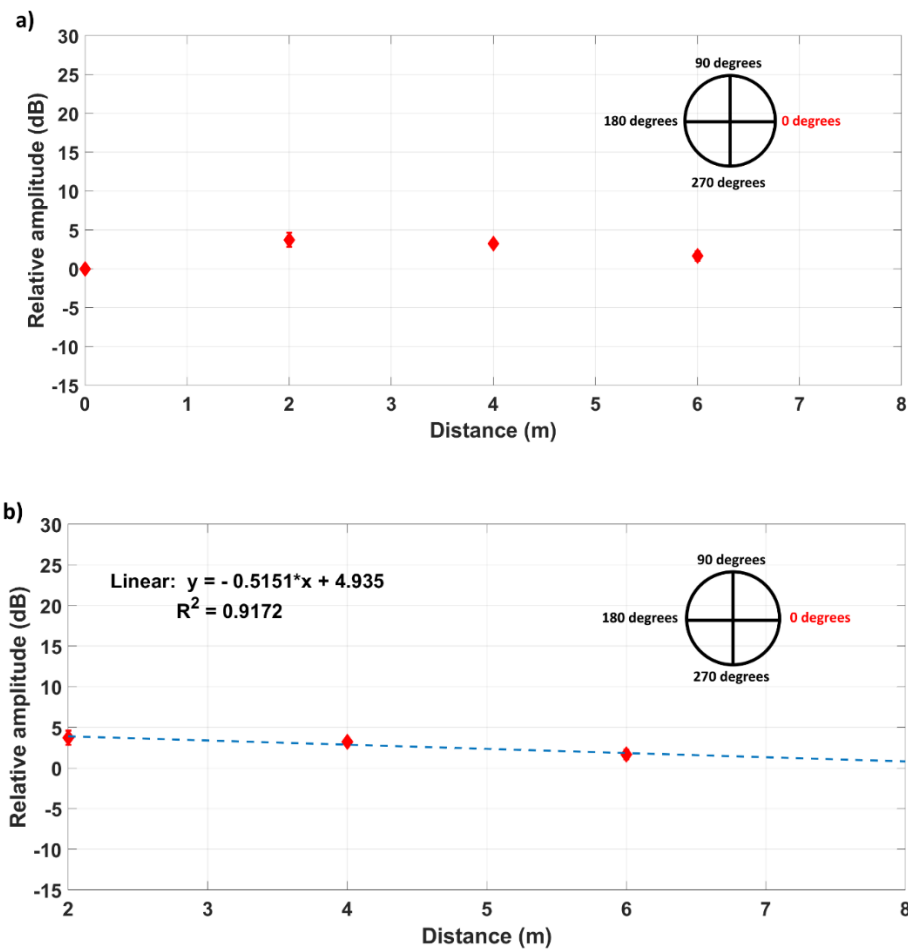 a)
30
25
20
15
10
5
0
-5
-10
-15
Relative amplitude (dB)
90 degrees
180 degrees
0 degrees
270 degrees
0 1 2 3 4 5 6 7 8
Distance (m)
b)
30
25
20
15
10
5
0
-5
-10
-15
Relative amplitude (dB)
Linear: y = - 0.5151*x + 4.935
R^2 = 0.9172
90 degrees
180 degrees
0 degrees
270 degrees
2 3 4 5 6 7 8
Distance (m)